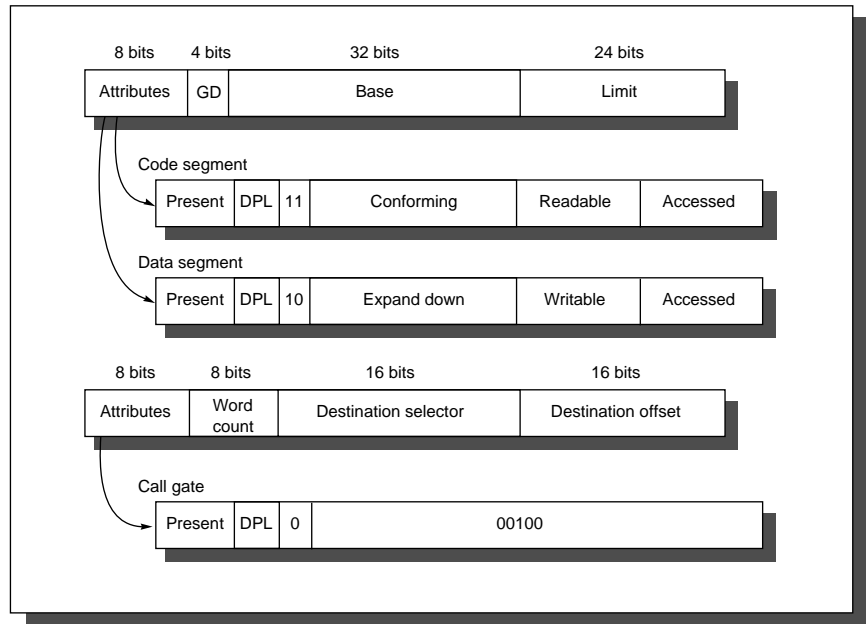 8 bits 4 bits 32 bits 24 bits
Attributes GD Base Limit
Code segment
Present DPL 11 Conforming Readable Accessed
Data segment
Present DPL 10 Expand down Writable Accessed
8 bits 8 bits 16 bits 16 bits
Attributes Word count Destination selector Destination offset
Call gate
Present DPL 0 00100